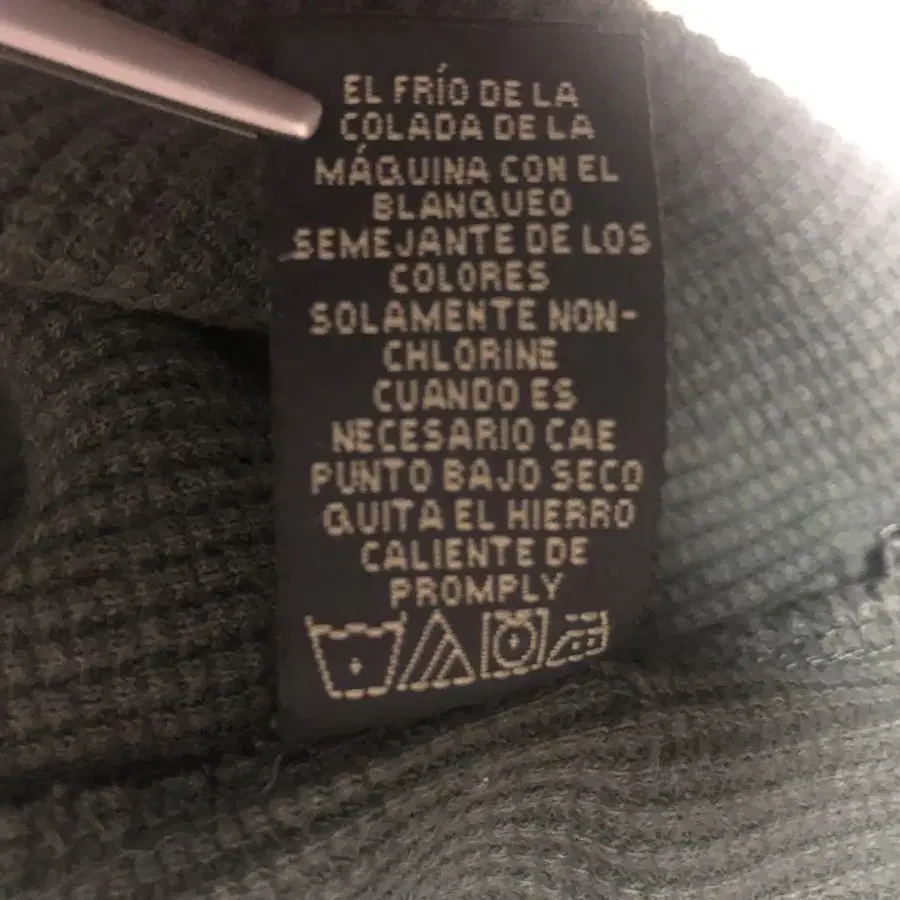 EL FRÍO DE LA
COLADA DE LA
MÁQUINA CON EL
BLANQUEO
SEMEJANTE DE LOS
COLORES
SOLAMENTE NON-
CHLORINE
CUANDO ES
NECESARIO CAE
PUNTO BAJO SECO
QUITA EL HIERRO
CALIENTE DE
PROMPLY